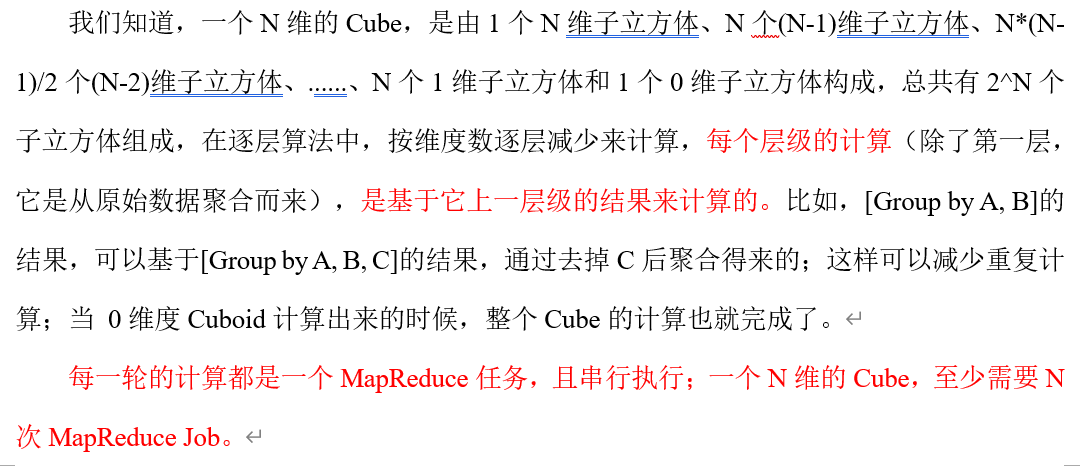 我们知道，一个 N 维的 Cube，是由 1 个 N 维子立方体、N 个(N-1)维子立方体、N*(N-
1)/2 个(N-2)维子立方体、......、N 个 1 维子立方体和 1 个 0 维子立方体构成，总共有 2^N 个
子立方体组成，在逐层算法中，按维度数逐层减少来计算，每个层级的计算（除了第一层，
它是从原始数据聚合而来），是基于它上一层级的结果来计算的。比如，[Group by A, B]的
结果，可以基于[Group by A, B, C]的结果，通过去掉 C 后聚合得来的；这样可以减少重复计
算；当 0 维度 Cuboid 计算出来的时候，整个 Cube 的计算也就完成了。
每一轮的计算都是一个 MapReduce 任务，且串行执行；一个 N 维的 Cube，至少需要 N
次 MapReduce Job。